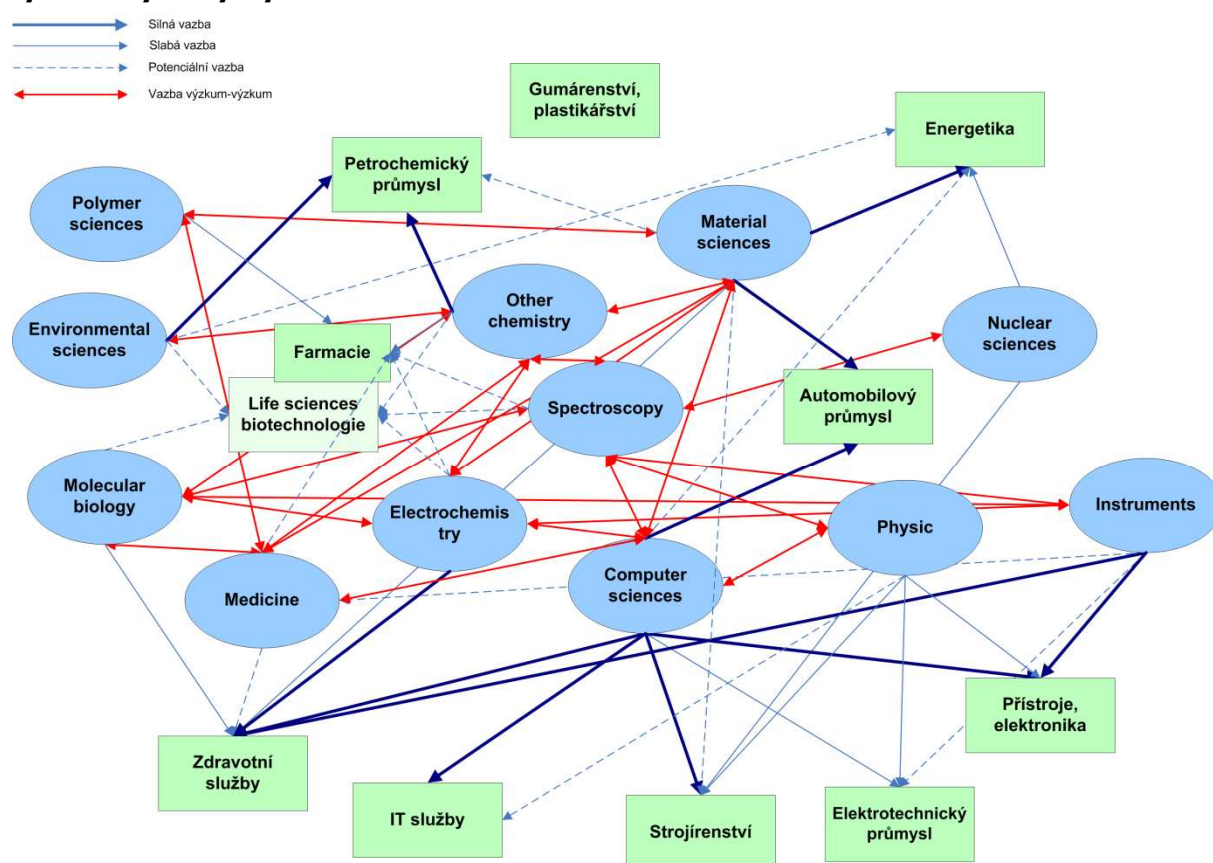 Silná vazba
Slabá vazba
Potenciální vazba
Vazba výzkum-výzkum
Gumárenství,
plastikářství
Energetika
Petrochemický
průmysl
Polymer
sciences
Material
sciences
Other
chemistry
Environmental
sciences
Nuclear
sciences
Farmacie
Life sciences
biotechnologie
Spectroscopy
Automobilový
průmysl
Molecular
biology
Electrochemis
try
Physic
Instruments
Medicine
Computer
sciences
Přístroje,
elektronika
Zdravotní
služby
IT služby
Strojírenství
Elektrotechnický
průmysl